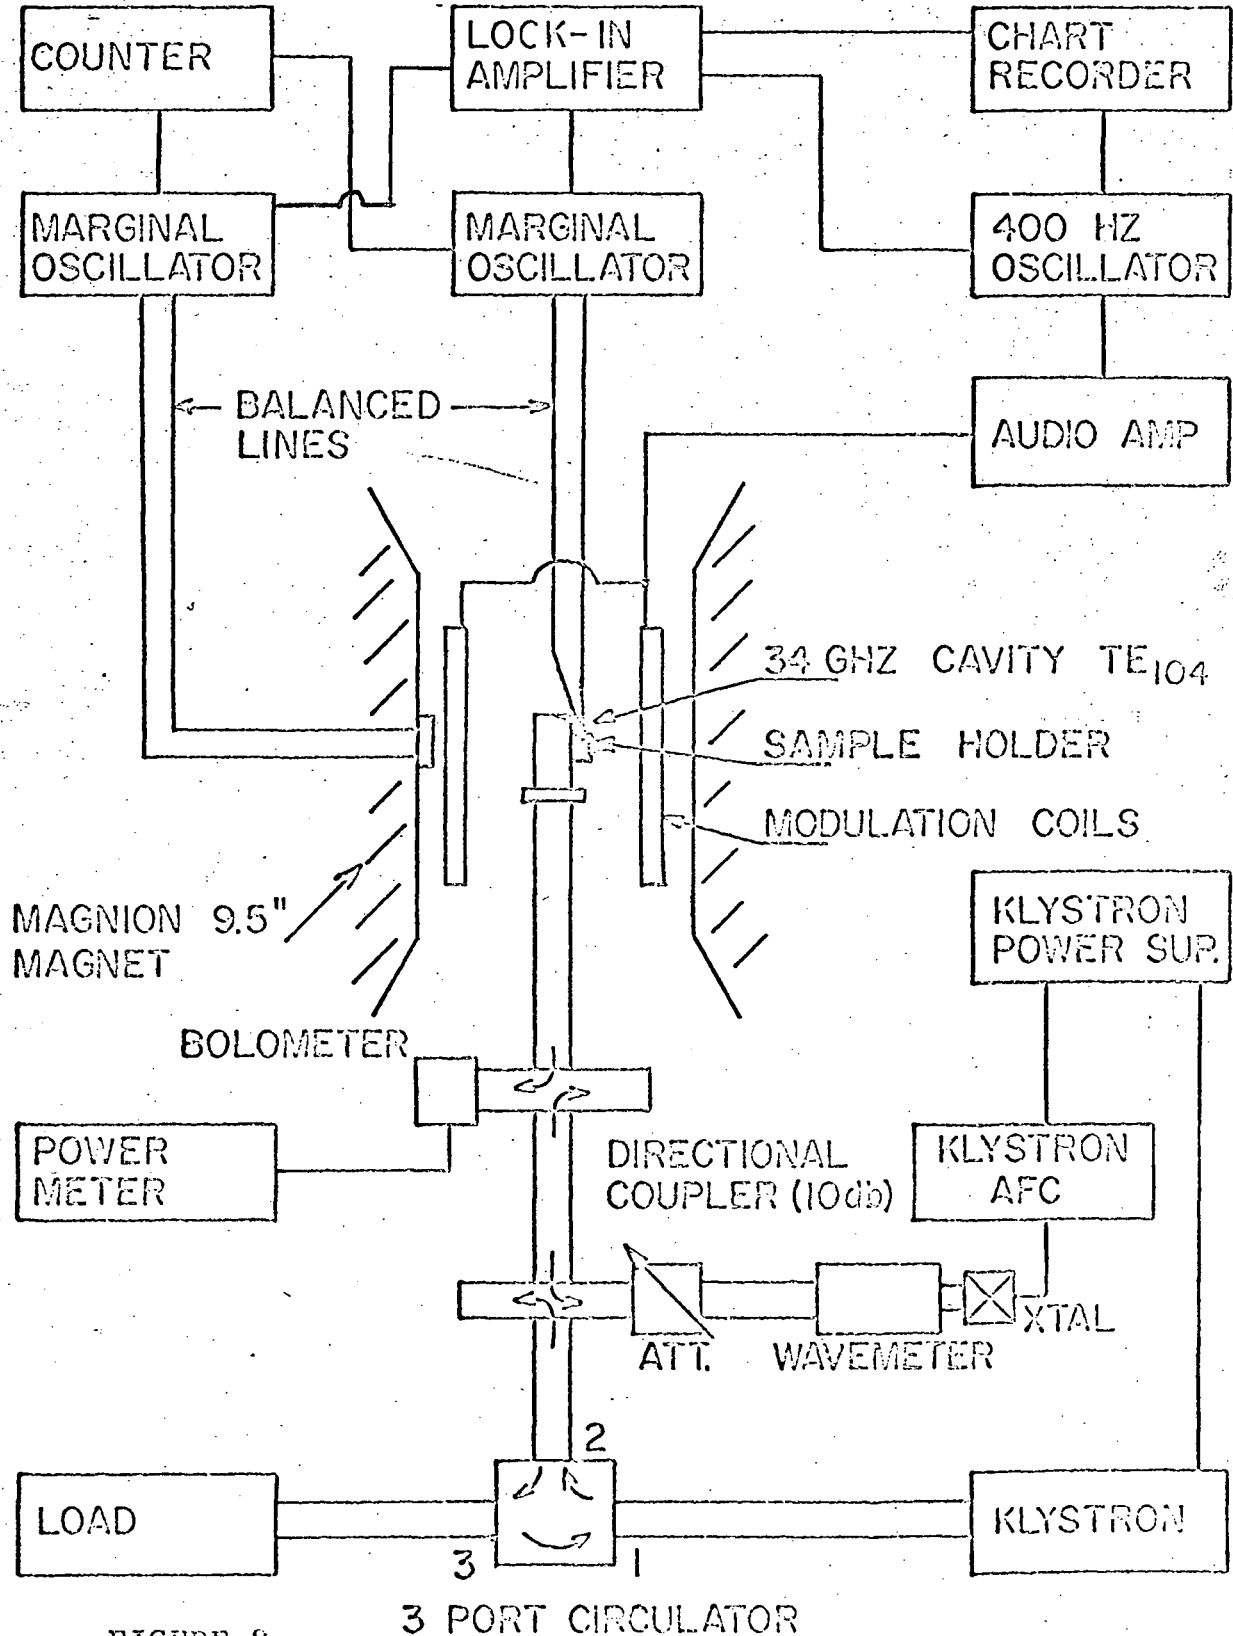 COUNTER
LOCK-IN
AMPLIFIER
CHART
RECORDER
MARGINAL
OSCILLATOR
MARGINAL
OSCILLATOR
400 HZ
OSCILLATOR
BALANCED
LINES
AUDIO AMP
34 GHZ CAVITY TE104
SAMPLE HOLDER
MODULATION COILS
MAGNION 9.5"
MAGNET
KLYSTRON
POWER SUP.
BOLOMETER
POWER
METER
DIRECTIONAL
COUPLER (10db)
KLYSTRON
AFC
XTAL
ATT.
WAVEMETER
2
LOAD
KLYSTRON
3
1
3 PORT CIRCULATOR
FIGURE